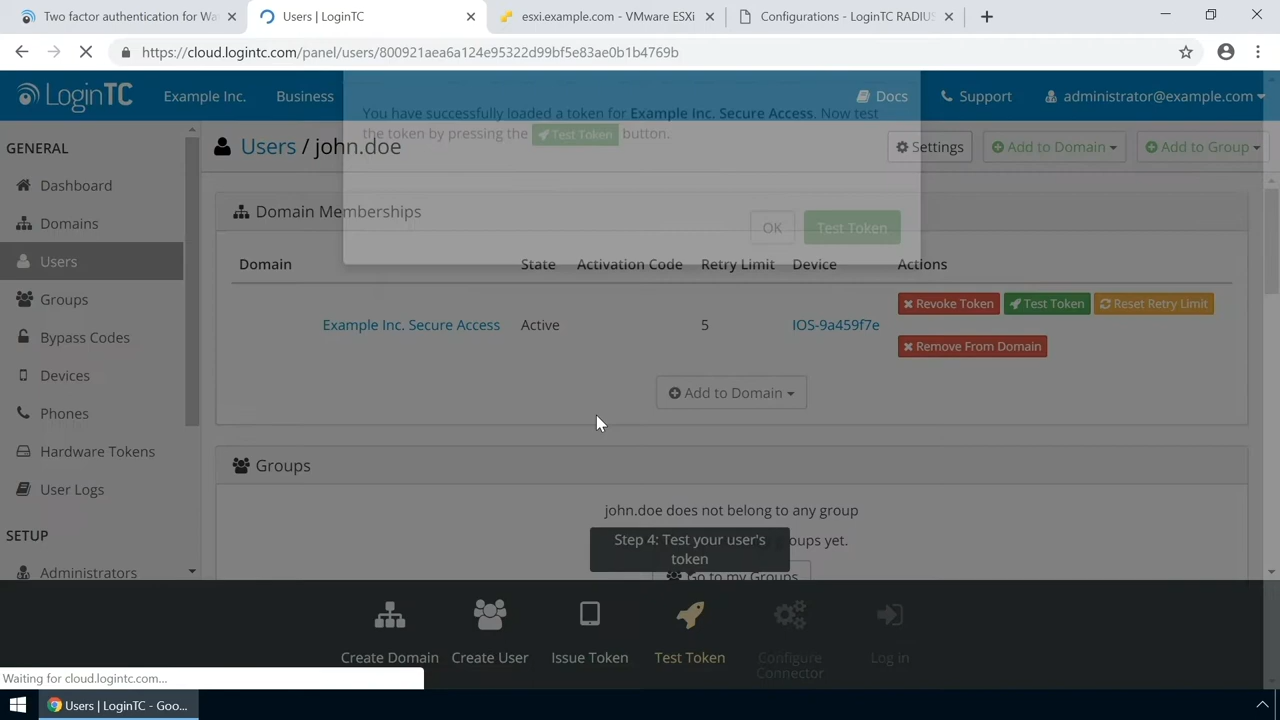 Two factor authentication for Wa
Users | LoginTC
esxi.example.com - VMware ESXi
Configurations - LoginTC RADIUS
https://cloud.logintc.com/panel/users/800921aea6a124e95322d99bf5e83ae0b1b4769b
LoginTC
Example Inc.
Business
Docs
Support
administrator@example.com
You have successfully loaded a token for Example Inc. Secure Access. Now test
the token by pressing the Test Token button.
OK
Test Token
GENERAL
Dashboard
Domains
Users
Groups
Bypass Codes
Devices
Phones
Hardware Tokens
User Logs
SETUP
Administrators
Users / john.doe
Settings
Add to Domain
Add to Group
Domain Memberships
Domain
State
Activation Code
Retry Limit
Device
Actions
Example Inc. Secure Access
Active
5
IOS-9a459f7e
Revoke Token
Test Token
Reset Retry Limit
Remove From Domain
Add to Domain
Groups
john.doe does not belong to any group
groups yet.
Go to my Groups
Step 4: Test your user's
token
Create Domain
Create User
Issue Token
Test Token
Configure
Connector
Log in
Waiting for cloud.logintc.com...
Users | LoginTC - Goo...